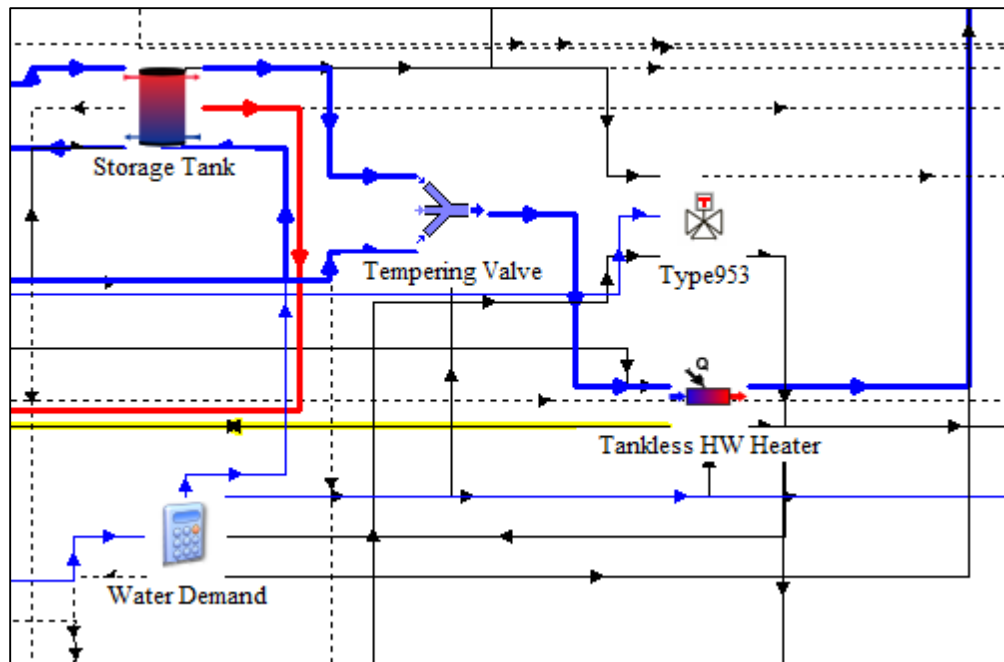 Storage Tank
T
Tempering Valve
Type953
Q
Tankless HW Heater
Water Demand